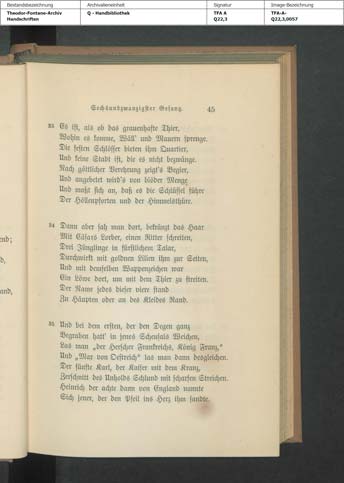 Bestandsbezeichnung
Theodor-Fontane-Archiv
Handschriften
Archivalieneinheit
Q - Handbibliothek
Signatur
TFA A
Q22,3
Image-Bezeichnung
TFA-A-
Q22,3,0057
Sechsundzwanzigster Gesang.
45
33 Es ist, als ob das grauenhafte Thier,
Wohin es komme, Wäll' und Mauern sprenge.
Die festen Schlösser bieten ihm Quartier,
Und keine Stadt ist, die es nicht bezwänge.
Nach göttlicher Verehrung zeigt's Begier,
Und angebetet wird's von blöder Menge
Und maßt sich an, daß es die Schlüssel führe
Der Höllenpforten und der Himmelsthüre.
34 Dann aber sah man dort, bekränzt das Haar
Mit Cäsars Lorber, einen Ritter schreiten,
Drei Jünglinge in fürstlichem Talar,
Durchwirkt mit goldnen Lilien ihm zur Seiten,
Und mit demselben Wappenzeichen war
Ein Löwe dort, um mit dem Thier zu streiten.
Der Name jedes dieser viere stand
Zu Häupten oder an des Kleides Rand.
35 Und bei dem ersten, der den Degen ganz
Begraben hatt' in jenes Scheusals Weichen,
Las man „der Herscher Frankreichs, König Franz,"
Und „Max von Oestreich" las man dann desgleichen.
Der fünfte Karl, der Kaiser mit dem Kranz,
Zerschnitt des Unholds Schlund mit scharfen Streichen.
Heinrich der achte dann von England nannte
Sich jener, der den Pfeil ins Herz ihm sandte.